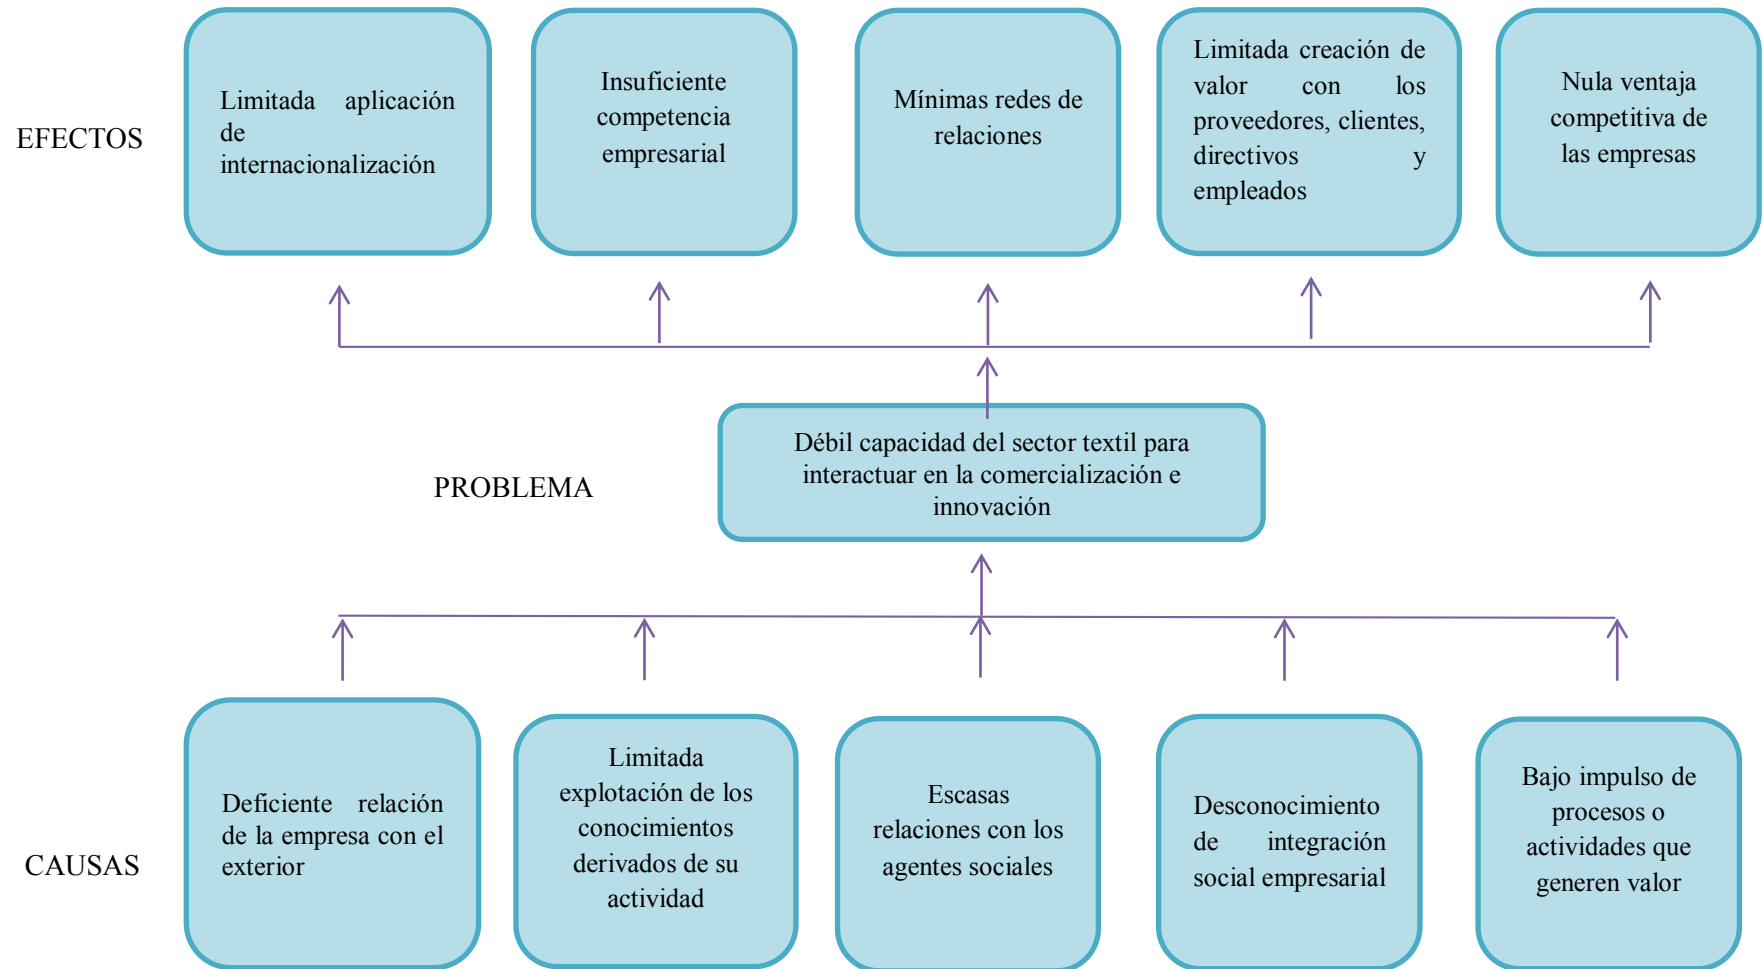 EFECTOS
Limitada aplicación
de
internacionalización
Insuficiente
competencia
empresarial
Mínimas redes de
relaciones
Limitada creación de
valor con los
proveedores, clientes,
directivos y
empleados
Nula ventaja
competitiva de
las empresas
PROBLEMA
Débil capacidad del sector textil para
interactuar en la comercialización e
innovación
CAUSAS
Deficiente relación
de la empresa con el
exterior
Limitada
explotación de los
conocimientos
derivados de su
actividad
Escasas
relaciones con los
agentes sociales
Desconocimiento
de integración
social empresarial
Bajo impulso de
procesos o
actividades que
generen valor